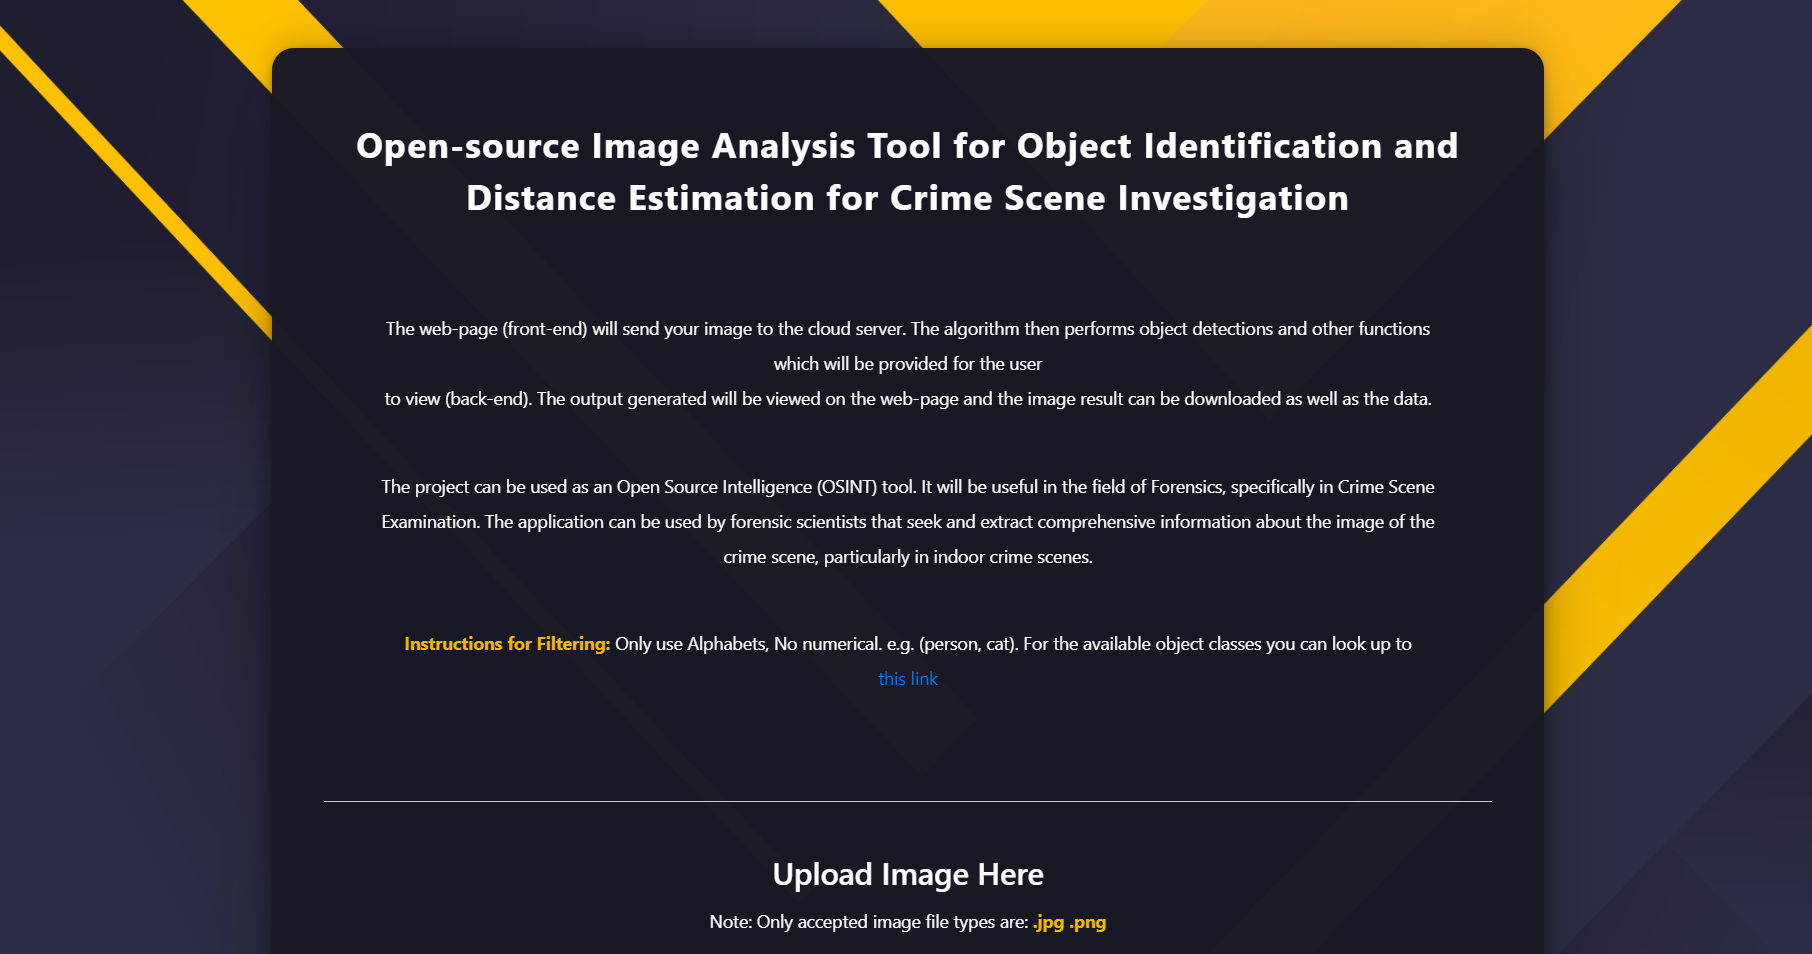 Open-source Image Analysis Tool for Object Identification and
Distance Estimation for Crime Scene Investigation
The web-page (front-end) will send your image to the cloud server. The algorithm then performs object detections and other functions
which will be provided for the user
to view (back-end). The output generated will be viewed on the web-page and the image result can be downloaded as well as the data.
The project can be used as an Open Source Intelligence (OSINT) tool. It will be useful in the field of Forensics, specifically in Crime Scene
Examination. The application can be used by forensic scientists that seek and extract comprehensive information about the image of the
crime scene, particularly in indoor crime scenes.
Instructions for Filtering: Only use Alphabets, No numerical. e.g. (person, cat). For the available object classes you can look up to
this link
Upload Image Here
Note: Only accepted image file types are: .jpg .png